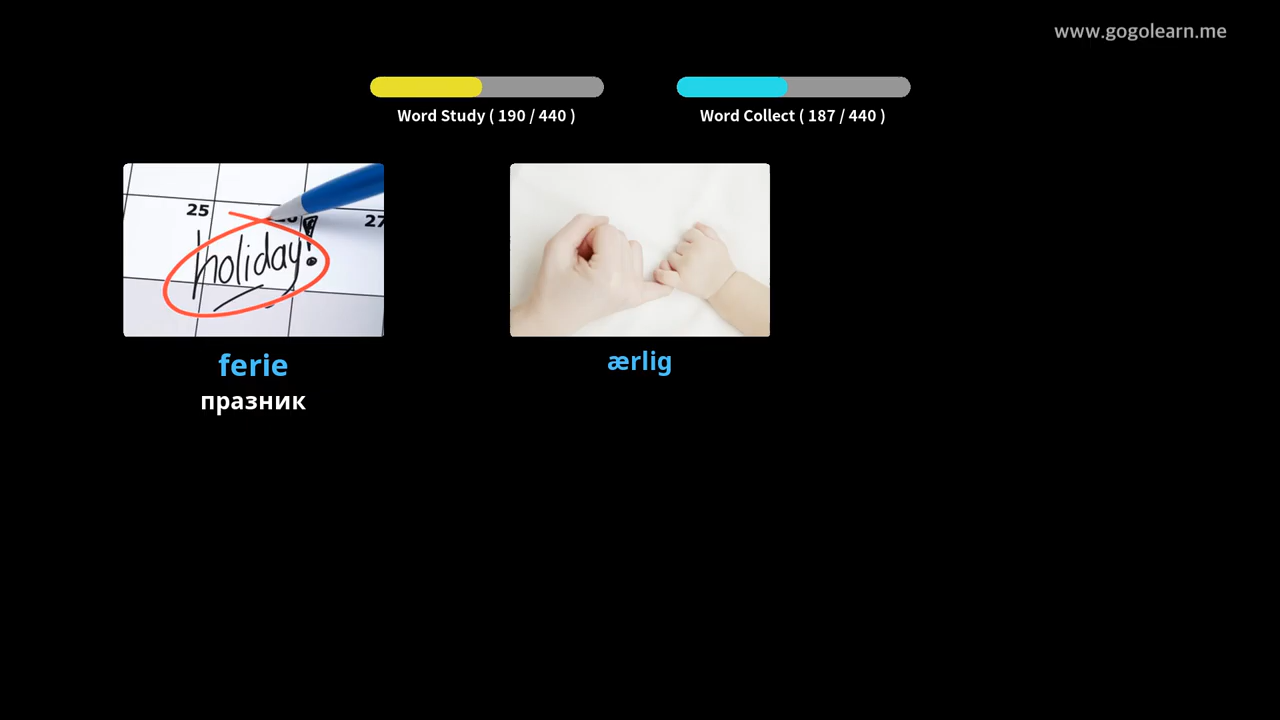 www.gogolearn.me
Word Study ( 190 / 440 )
Word Collect ( 187 / 440 )
25
27
holiday!
ferie
празник
ærlig